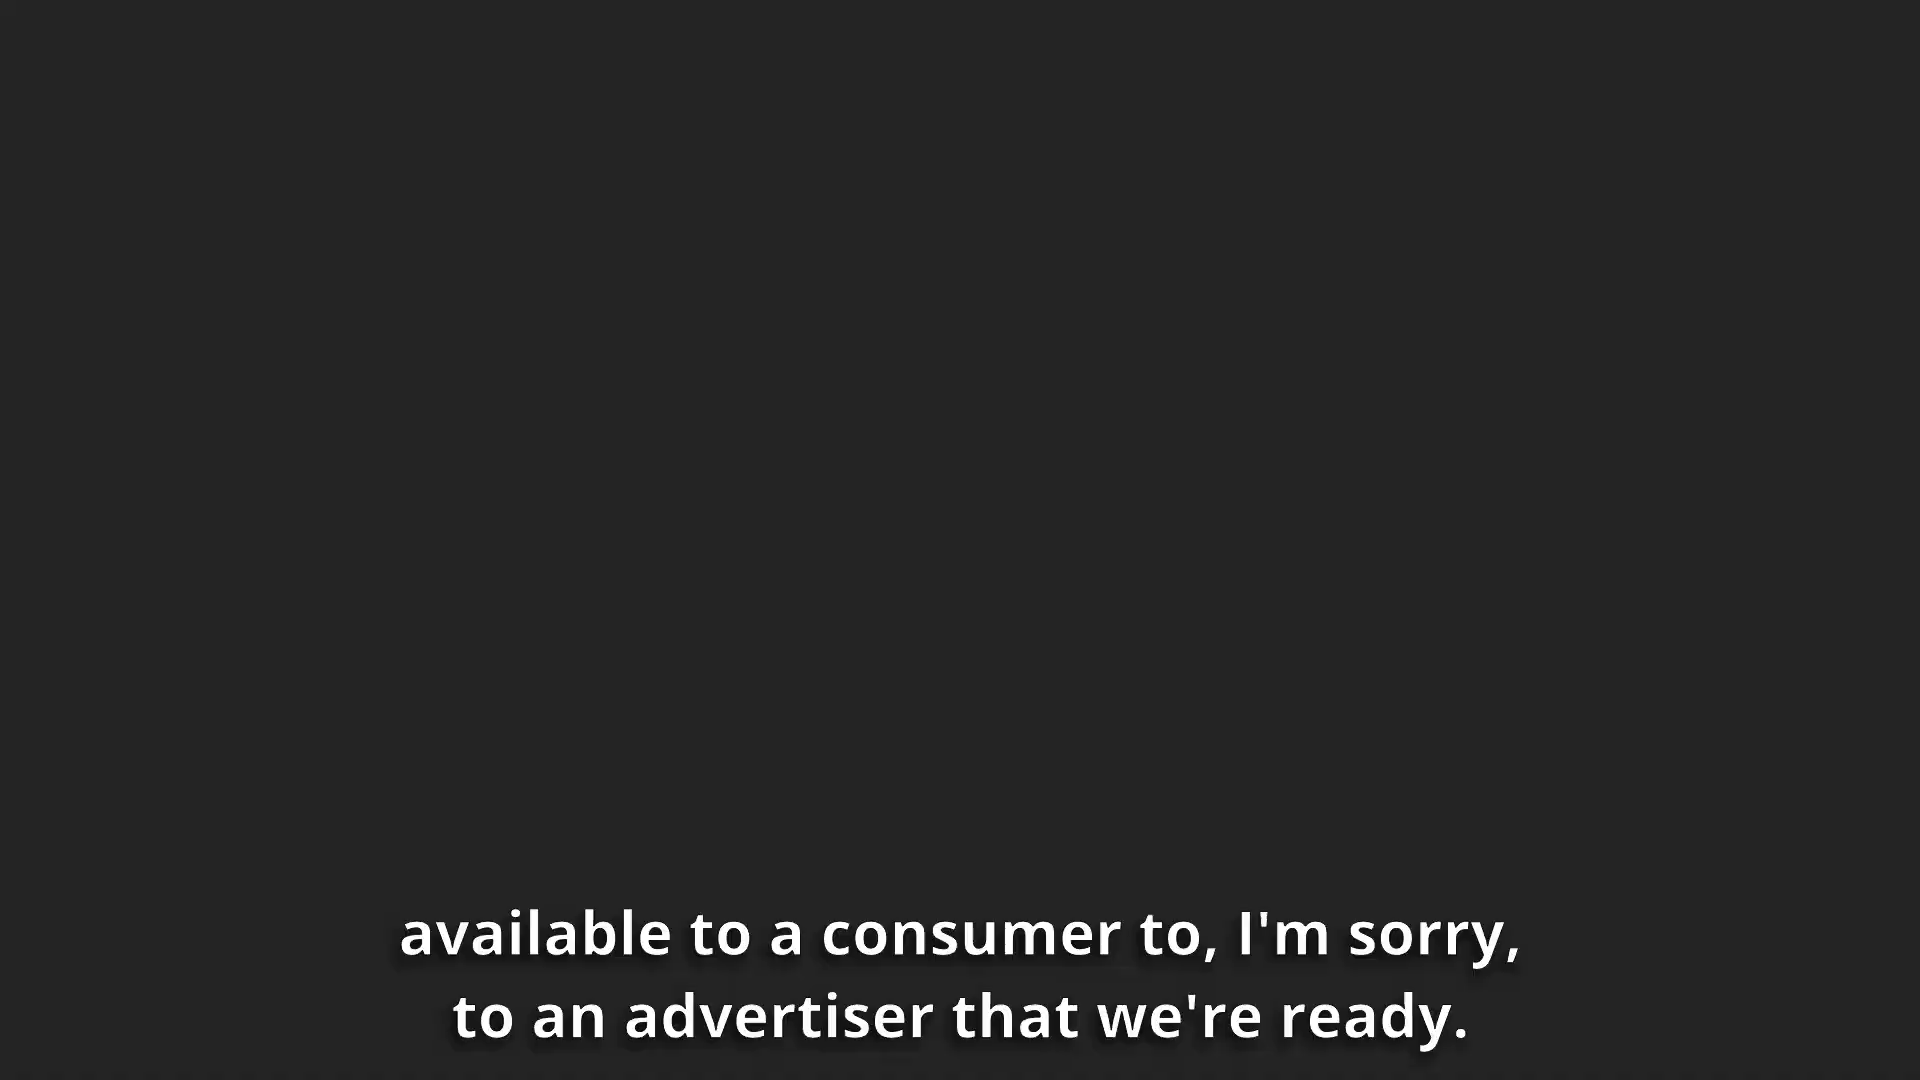 available to a consumer to, I'm sorry,
to an advertiser that we're ready.